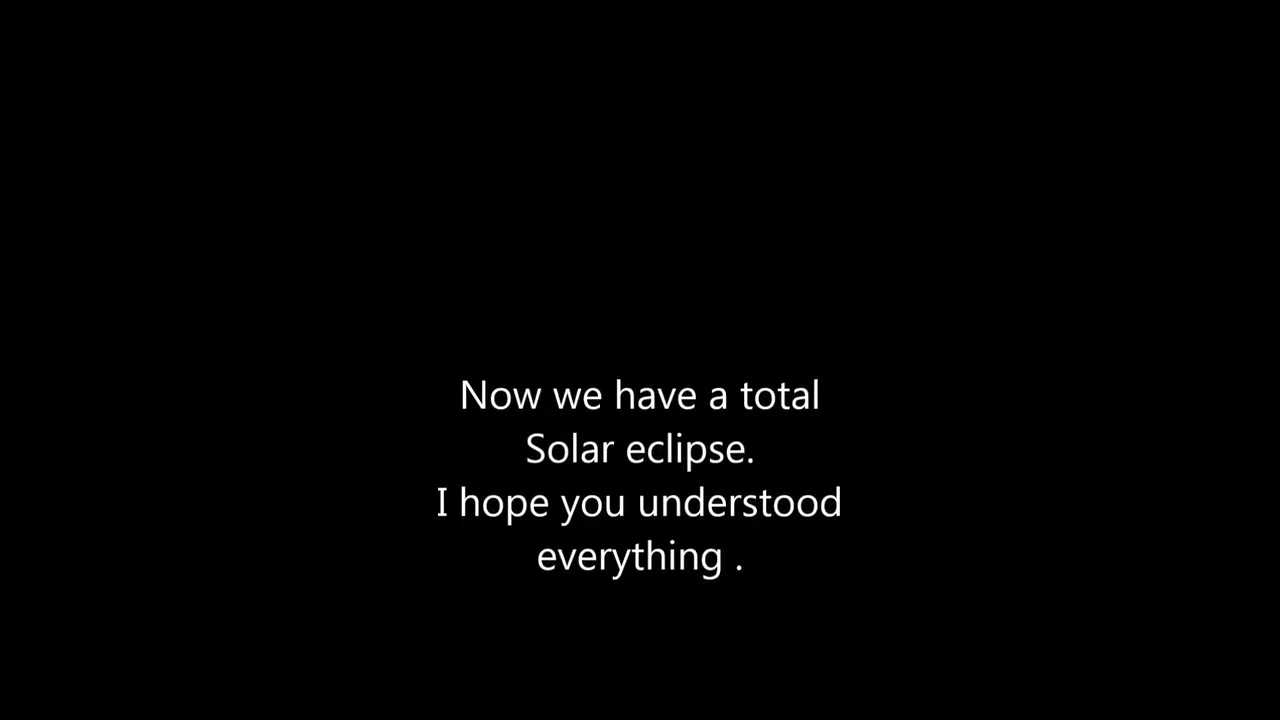 Now we have a total
Solar eclipse.
I hope you understood
everything .